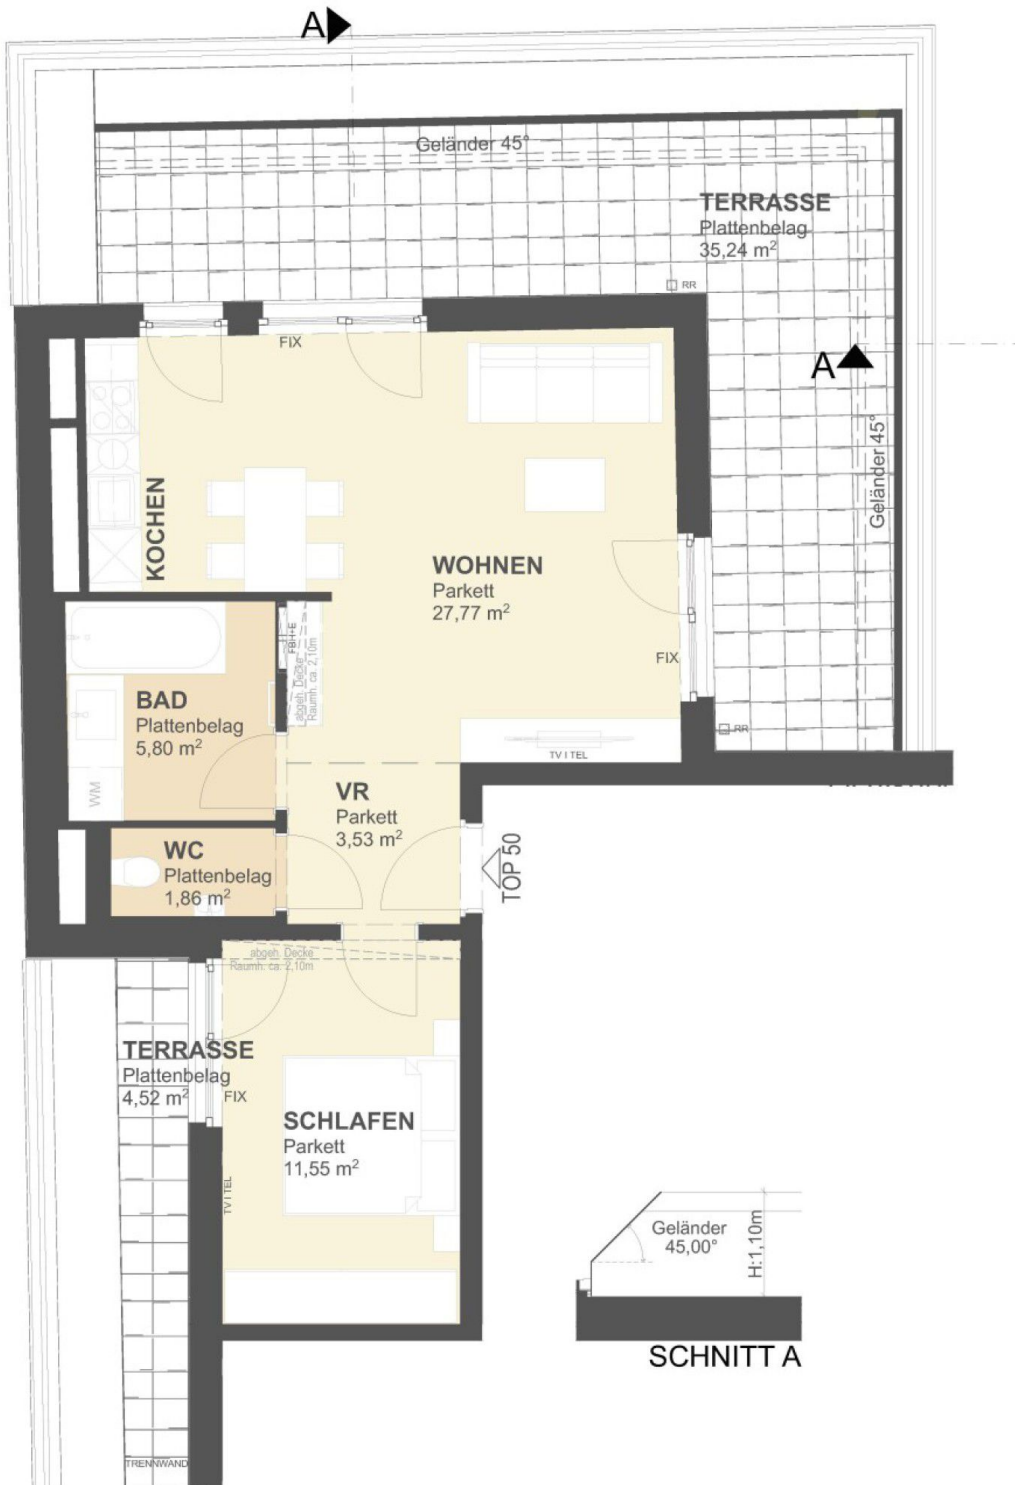 A
Geländer 45°
TERRASSE
Plattenbelag
35,24 m²
RR
FIX
A
Geländer 45°
KOCHEN
WOHNEN
Parkett
27,77 m²
FBH+E
abgeh. Decke
Raumh. ca. 2,10m
FIX
BAD
Plattenbelag
5,80 m²
RR
TV I TEL
WM
VR
Parkett
3,53 m²
WC
Plattenbelag
1,86 m²
TOP 50
abgeh. Decke
Raumh. ca. 2,10m
TERRASSE
Plattenbelag
4,52 m²
FIX
SCHLAFEN
Parkett
11,55 m²
TV I TEL
Geländer
45,00°
H:1,10m
SCHNITT A
TRENNWAND